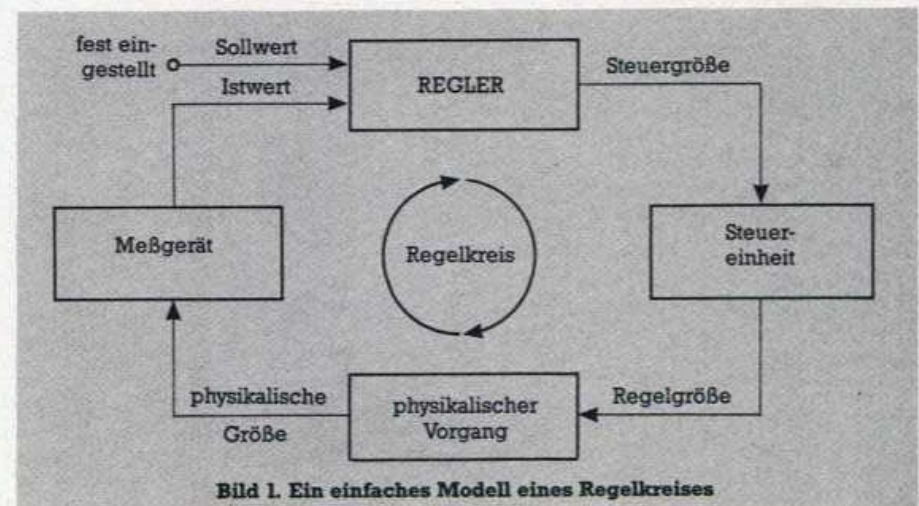 fest ein-
gestellt
Sollwert
Istwert
REGLER
Steuergröße
Meßgerät
Regelkreis
Steuer-
einheit
physikalische
Größe
physikalischer
Vorgang
Regelgröße
Bild 1. Ein einfaches Modell eines Regelkreises